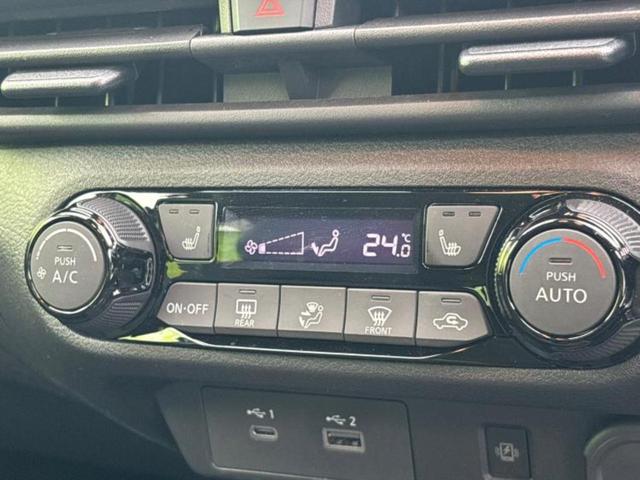 24.0
°C
PUSH
A/C
PUSH
AUTO
ON·OFF
REAR
FRONT
1
2